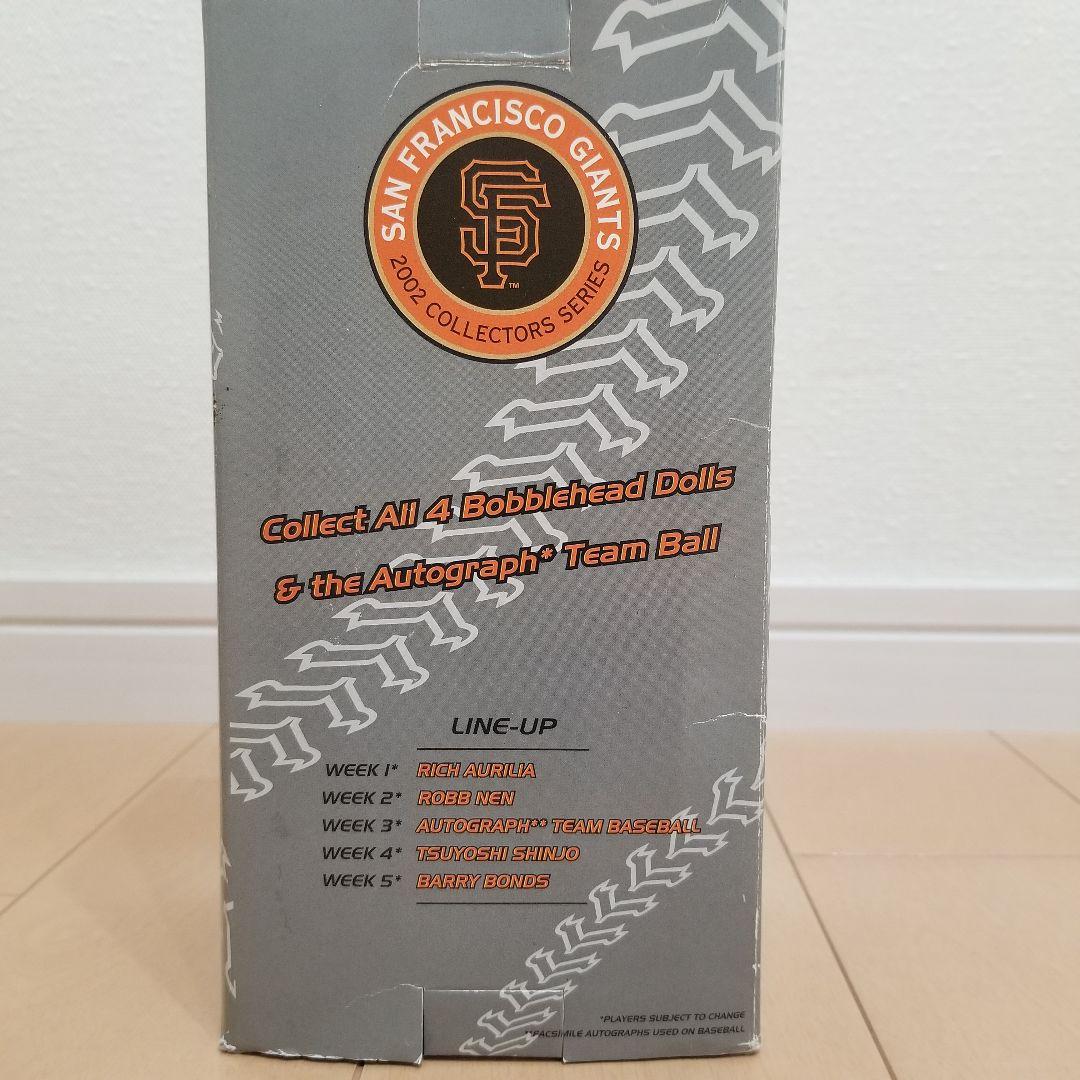 SAN FRANCISCO GIANTS
SF™
2002 COLLECTORS SERIES
Collect All 4 Bobblehead Dolls
& the Autograph* Team Ball
LINE-UP
WEEK 1* RICH AURILIA
WEEK 2* ROBB NEN
WEEK 3* AUTOGRAPH** TEAM BASEBALL
WEEK 4* TSUYOSHI SHINJO
WEEK 5* BARRY BONDS
*PLAYERS SUBJECT TO CHANGE
**FACSIMILE AUTOGRAPHS USED ON BASEBALL